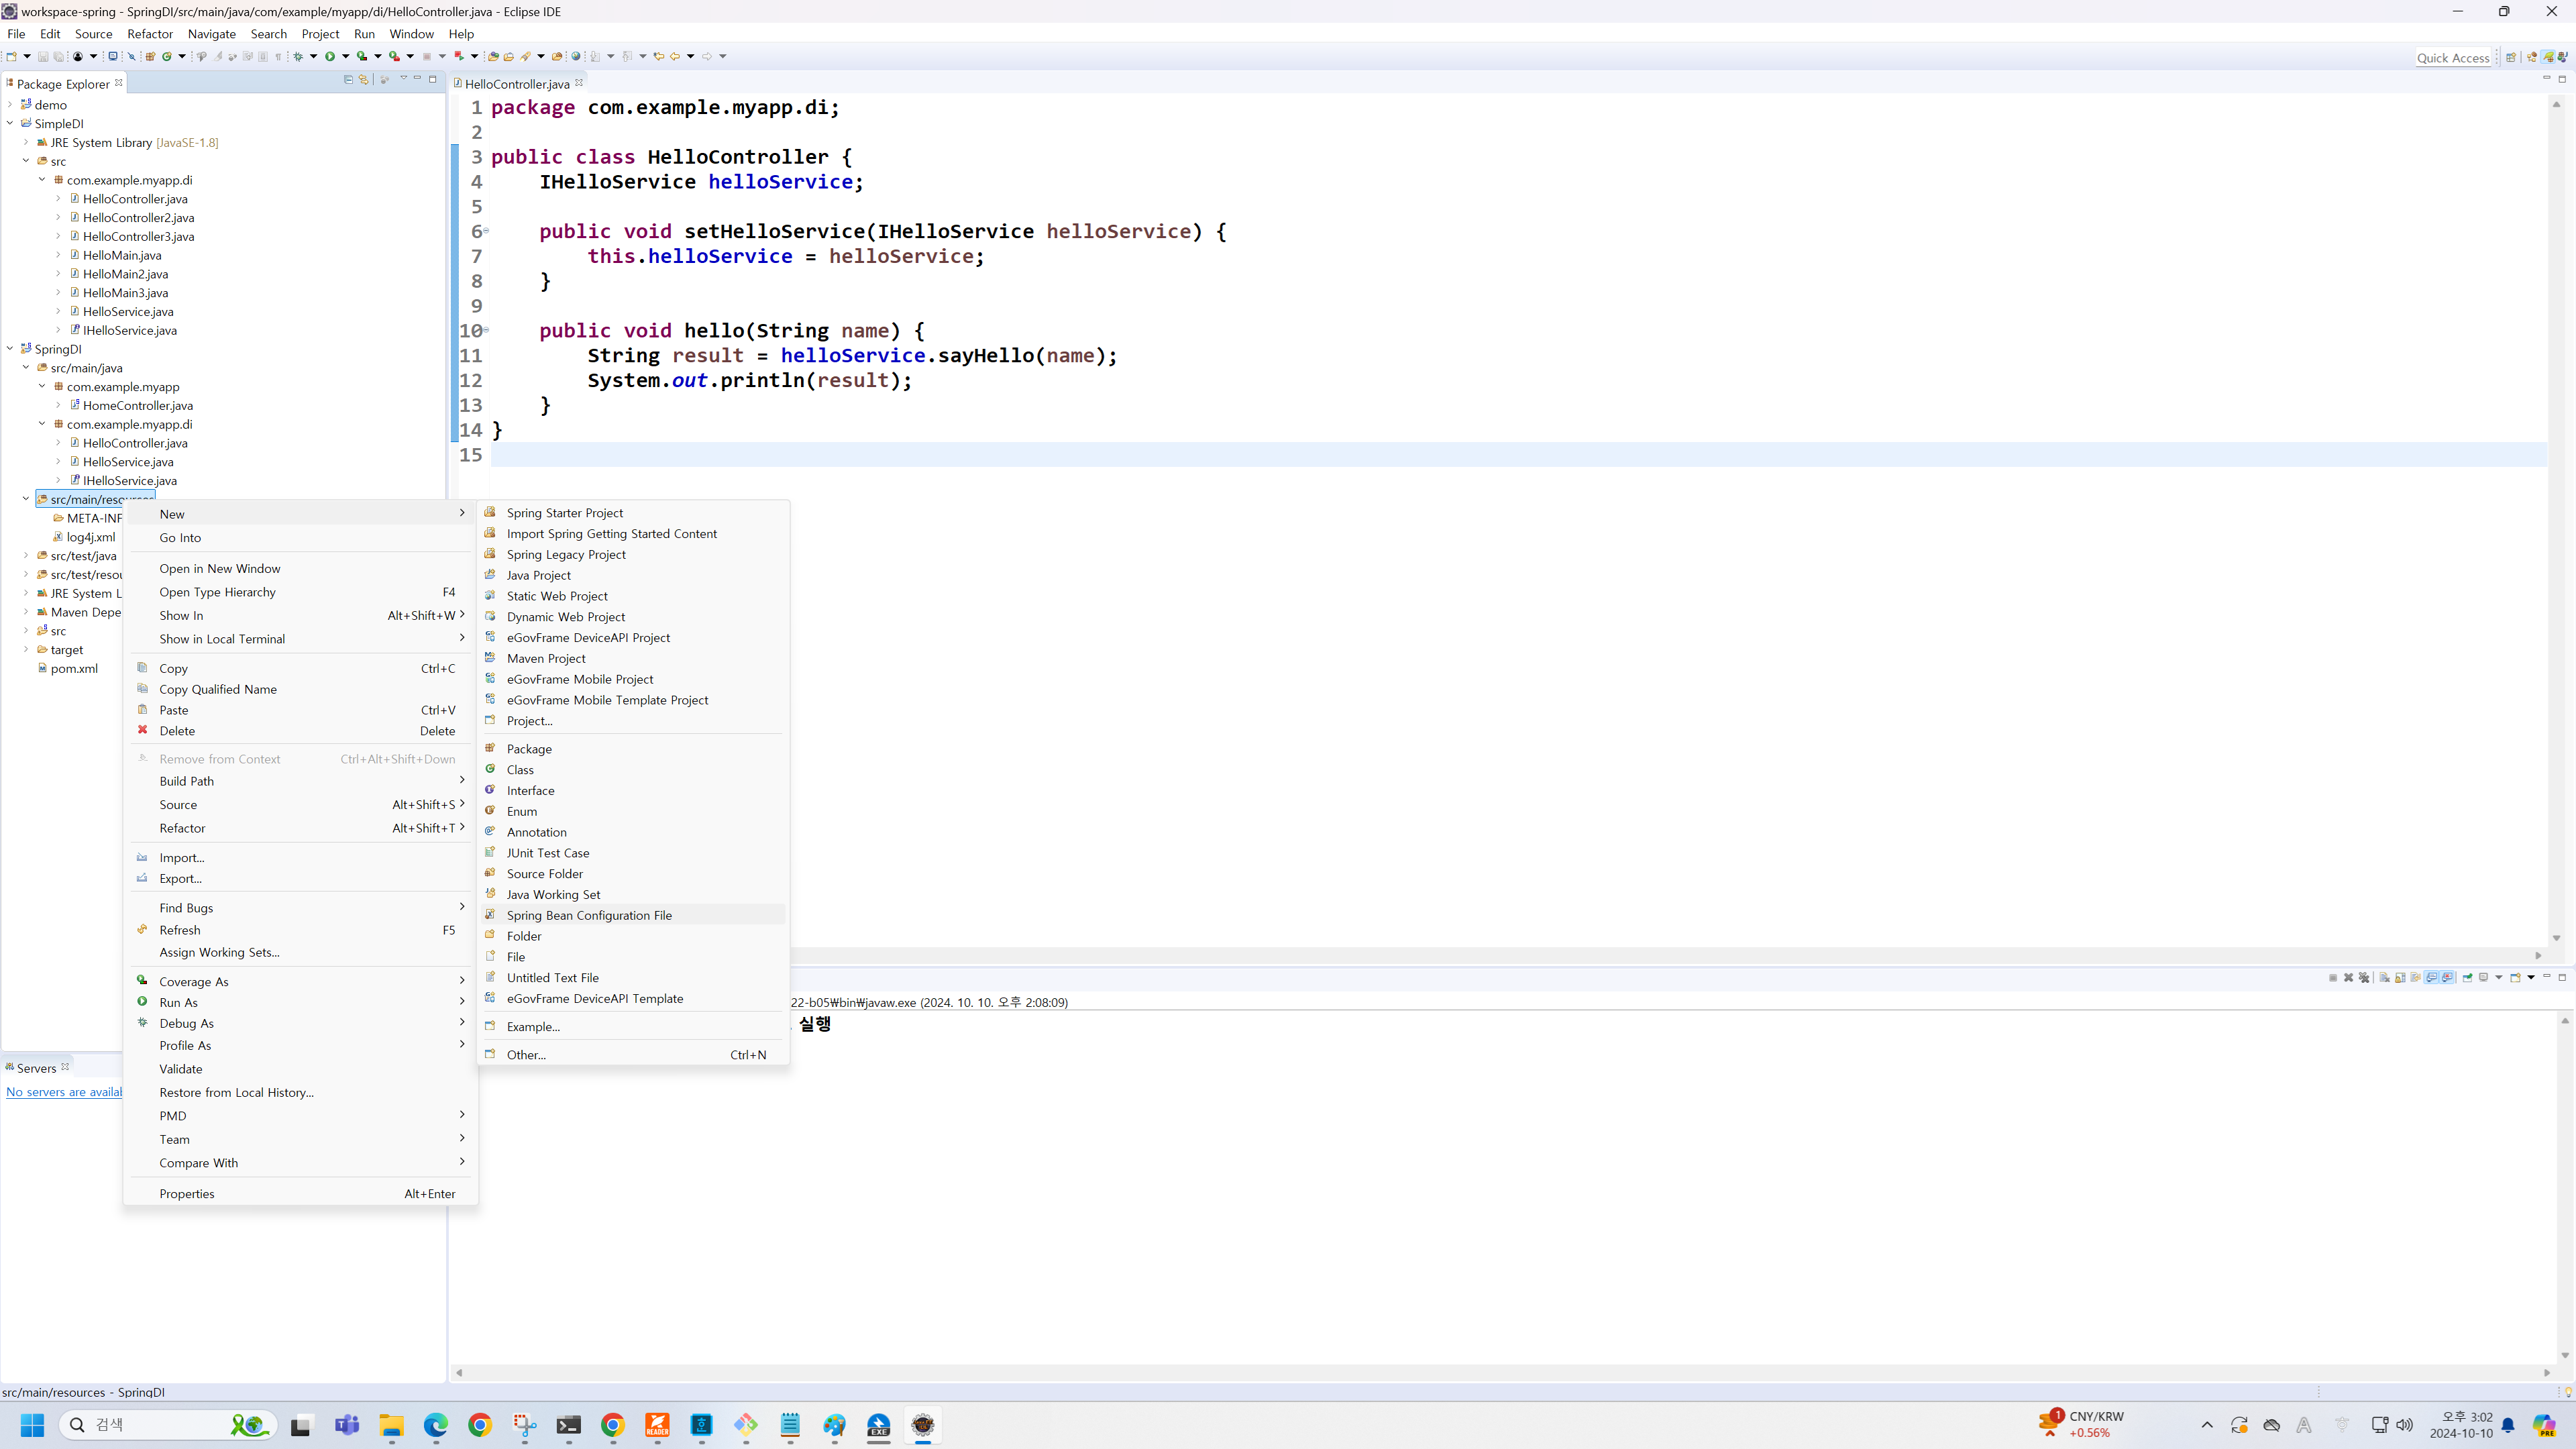 workspace-spring - SpringDI/src/main/java/com/example/myapp/di/HelloController.java - Eclipse IDE
File Edit Source Refactor Navigate Search Project Run Window Help
Quick Access
Package Explorer
demo
SimpleDI
JRE System Library [JavaSE-1.8]
src
com.example.myapp.di
HelloController.java
HelloController2.java
HelloController3.java
HelloMain.java
HelloMain2.java
HelloMain3.java
HelloService.java
IHelloService.java
SpringDI
src/main/java
com.example.myapp
HomeController.java
com.example.myapp.di
HelloController.java
HelloService.java
IHelloService.java
src/main/resources
META-INF
log4j.xml
src/test/java
src/test/resou
JRE System L
Maven Depe
src
target
pom.xml
HelloController.java
1 package com.example.myapp.di;
2
3 public class HelloController {
4 IHelloService helloService;
5
6 public void setHelloService(IHelloService helloService) {
7 this.helloService = helloService;
8 }
9
10 public void hello(String name) {
11 String result = helloService.sayHello(name);
12 System.out.println(result);
13 }
14 }
15
New
Go Into
Open in New Window
Open Type Hierarchy F4
Show In Alt+Shift+W
Show in Local Terminal
Copy Ctrl+C
Copy Qualified Name
Paste Ctrl+V
Delete Delete
Remove from Context Ctrl+Alt+Shift+Down
Build Path
Source Alt+Shift+S
Refactor Alt+Shift+T
Import...
Export...
Find Bugs
Refresh F5
Assign Working Sets...
Coverage As
Run As
Debug As
Profile As
Validate
Restore from Local History...
PMD
Team
Compare With
Properties Alt+Enter
Spring Starter Project
Import Spring Getting Started Content
Spring Legacy Project
Java Project
Static Web Project
Dynamic Web Project
eGovFrame DeviceAPI Project
Maven Project
eGovFrame Mobile Project
eGovFrame Mobile Template Project
Project...
Package
Class
Interface
Enum
Annotation
JUnit Test Case
Source Folder
Java Working Set
Spring Bean Configuration File
Folder
File
Untitled Text File
eGovFrame DeviceAPI Template
Example...
Other... Ctrl+N
22-b05₩bin₩javaw.exe (2024. 10. 10. 오후 2:08:09)
실행
Servers
No servers are availab
src/main/resources - SpringDI
검색
READER
EXE
1
CNY/KRW
+0.56%
A
오후 3:02
2024-10-10
PRE